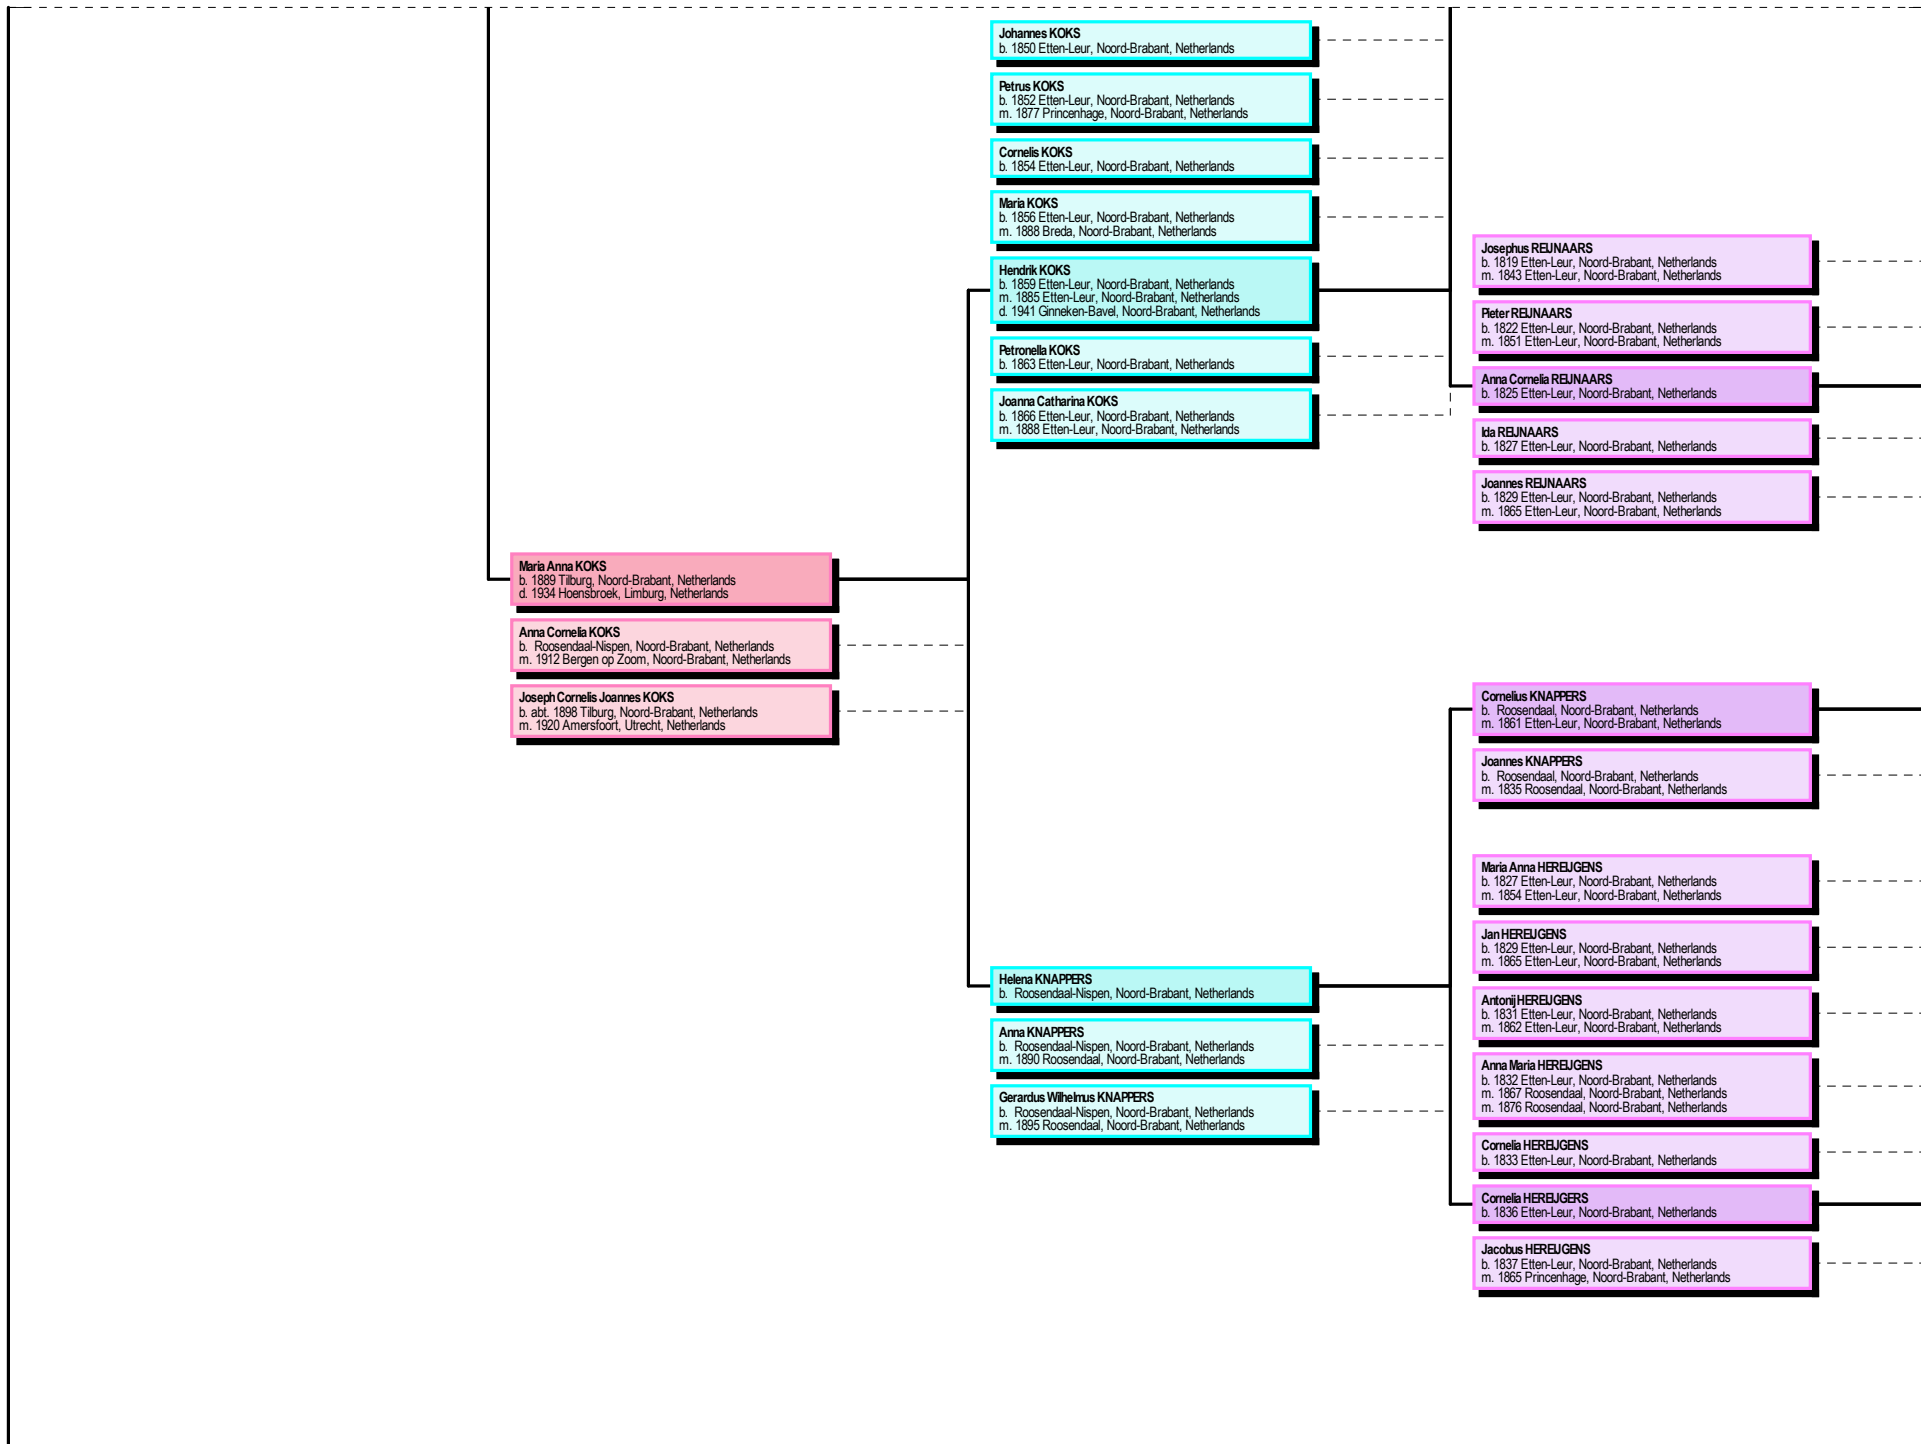 Johannes KOKS
b. 1850 Etten-Leur, Noord-Brabant, Netherlands
Petrus KOKS
b. 1852 Etten-Leur, Noord-Brabant, Netherlands
m. 1877 Princenhage, Noord-Brabant, Netherlands
Cornelis KOKS
b. 1854 Etten-Leur, Noord-Brabant, Netherlands
Maria KOKS
b. 1856 Etten-Leur, Noord-Brabant, Netherlands
m. 1888 Breda, Noord-Brabant, Netherlands
Hendrik KOKS
b. 1859 Etten-Leur, Noord-Brabant, Netherlands
m. 1885 Etten-Leur, Noord-Brabant, Netherlands
d. 1941 Ginneken-Bavel, Noord-Brabant, Netherlands
Petronella KOKS
b. 1863 Etten-Leur, Noord-Brabant, Netherlands
Joanna Catharina KOKS
b. 1866 Etten-Leur, Noord-Brabant, Netherlands
m. 1888 Etten-Leur, Noord-Brabant, Netherlands
Josephus REIJNAARS
b. 1819 Etten-Leur, Noord-Brabant, Netherlands
m. 1843 Etten-Leur, Noord-Brabant, Netherlands
Pieter REIJNAARS
b. 1822 Etten-Leur, Noord-Brabant, Netherlands
m. 1851 Etten-Leur, Noord-Brabant, Netherlands
Anna Cornelia REIJNAARS
b. 1825 Etten-Leur, Noord-Brabant, Netherlands
Ida REIJNAARS
b. 1827 Etten-Leur, Noord-Brabant, Netherlands
Joannes REIJNAARS
b. 1829 Etten-Leur, Noord-Brabant, Netherlands
m. 1865 Etten-Leur, Noord-Brabant, Netherlands
Maria Anna KOKS
b. 1889 Tilburg, Noord-Brabant, Netherlands
d. 1934 Hoensbroek, Limburg, Netherlands
Anna Cornelia KOKS
b. Roosendaal-Nispen, Noord-Brabant, Netherlands
m. 1912 Bergen op Zoom, Noord-Brabant, Netherlands
Joseph Cornelis Joannes KOKS
b. abt. 1898 Tilburg, Noord-Brabant, Netherlands
m. 1920 Amersfoort, Utrecht, Netherlands
Cornelius KNAPPERS
b. Roosendaal, Noord-Brabant, Netherlands
m. 1861 Etten-Leur, Noord-Brabant, Netherlands
Joannes KNAPPERS
b. Roosendaal, Noord-Brabant, Netherlands
m. 1835 Roosendaal, Noord-Brabant, Netherlands
Maria Anna HEREIJGENS
b. 1827 Etten-Leur, Noord-Brabant, Netherlands
m. 1854 Etten-Leur, Noord-Brabant, Netherlands
Jan HEREIJGENS
b. 1829 Etten-Leur, Noord-Brabant, Netherlands
m. 1865 Etten-Leur, Noord-Brabant, Netherlands
Antonij HEREIJGENS
b. 1831 Etten-Leur, Noord-Brabant, Netherlands
m. 1862 Etten-Leur, Noord-Brabant, Netherlands
Anna Maria HEREIJGENS
b. 1832 Etten-Leur, Noord-Brabant, Netherlands
m. 1867 Roosendaal, Noord-Brabant, Netherlands
m. 1876 Roosendaal, Noord-Brabant, Netherlands
Cornelia HEREIJGENS
b. 1833 Etten-Leur, Noord-Brabant, Netherlands
Cornelia HEREIJGERS
b. 1836 Etten-Leur, Noord-Brabant, Netherlands
Jacobus HEREIJGENS
b. 1837 Etten-Leur, Noord-Brabant, Netherlands
m. 1865 Princenhage, Noord-Brabant, Netherlands
Helena KNAPPERS
b. Roosendaal-Nispen, Noord-Brabant, Netherlands
Anna KNAPPERS
b. Roosendaal-Nispen, Noord-Brabant, Netherlands
m. 1890 Roosendaal, Noord-Brabant, Netherlands
Gerardus Wilhelmus KNAPPERS
b. Roosendaal-Nispen, Noord-Brabant, Netherlands
m. 1895 Roosendaal, Noord-Brabant, Netherlands